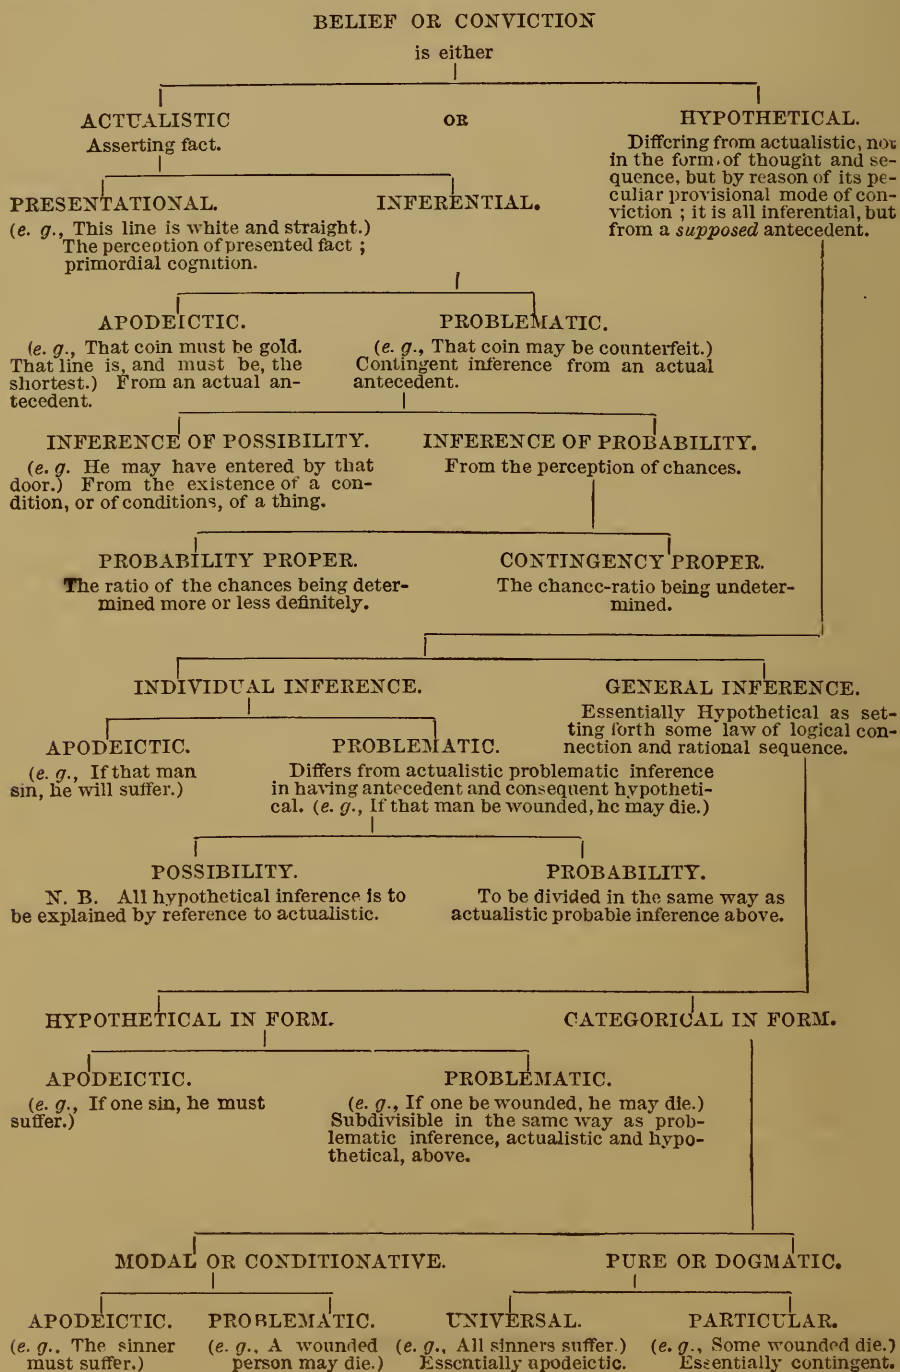 BELIEF OR CONVICTION
is either
ACTUALISTIC
Asserting fact.
OR
HYPOTHETICAL.
Differing from actualistic, not
in the form of thought and se-
quence, but by reason of its pe-
culiar provisional mode of con-
viction ; it is all inferential, but
from a supposed antecedent.
PRESENTATIONAL.
(e. g., This line is white and straight.)
The perception of presented fact ;
primordial cognition.
INFERENTIAL.
APODEICTIC.
(e. g., That coin must be gold.
That line is, and must be, the
shortest.) From an actual an-
tecedent.
PROBLEMATIC.
(e. g., That coin may be counterfeit.)
Contingent inference from an actual
antecedent.
INFERENCE OF POSSIBILITY.
(e. g. He may have entered by that
door.) From the existence of a con-
dition, or of conditions, of a thing.
INFERENCE OF PROBABILITY.
From the perception of chances.
PROBABILITY PROPER.
The ratio of the chances being deter-
mined more or less definitely.
CONTINGENCY PROPER.
The chance-ratio being undeter-
mined.
INDIVIDUAL INFERENCE.
GENERAL INFERENCE.
Essentially Hypothetical as set-
ting forth some law of logical con-
nection and rational sequence.
APODEICTIC.
(e. g., If that man
sin, he will suffer.)
PROBLEMATIC.
Differs from actualistic problematic inference
in having antecedent and consequent hypotheti-
cal. (e. g., If that man be wounded, he may die.)
POSSIBILITY.
N. B. All hypothetical inference is to
be explained by reference to actualistic.
PROBABILITY.
To be divided in the same way as
actualistic probable inference above.
HYPOTHETICAL IN FORM.
CATEGORICAL IN FORM.
APODEICTIC.
(e. g., If one sin, he must
suffer.)
PROBLEMATIC.
(e. g., If one be wounded, he may die.)
Subdivisible in the same way as prob-
lematic inference, actualistic and hypo-
thetical, above.
MODAL OR CONDITIONATIVE.
PURE OR DOGMATIC.
APODEICTIC.
(e. g., The sinner
must suffer.)
PROBLEMATIC.
(e. g., A wounded
person may die.)
UNIVERSAL.
(e. g., All sinners suffer.)
Essentially apodeictic.
PARTICULAR.
(e. g., Some wounded die.)
Essentially contingent.